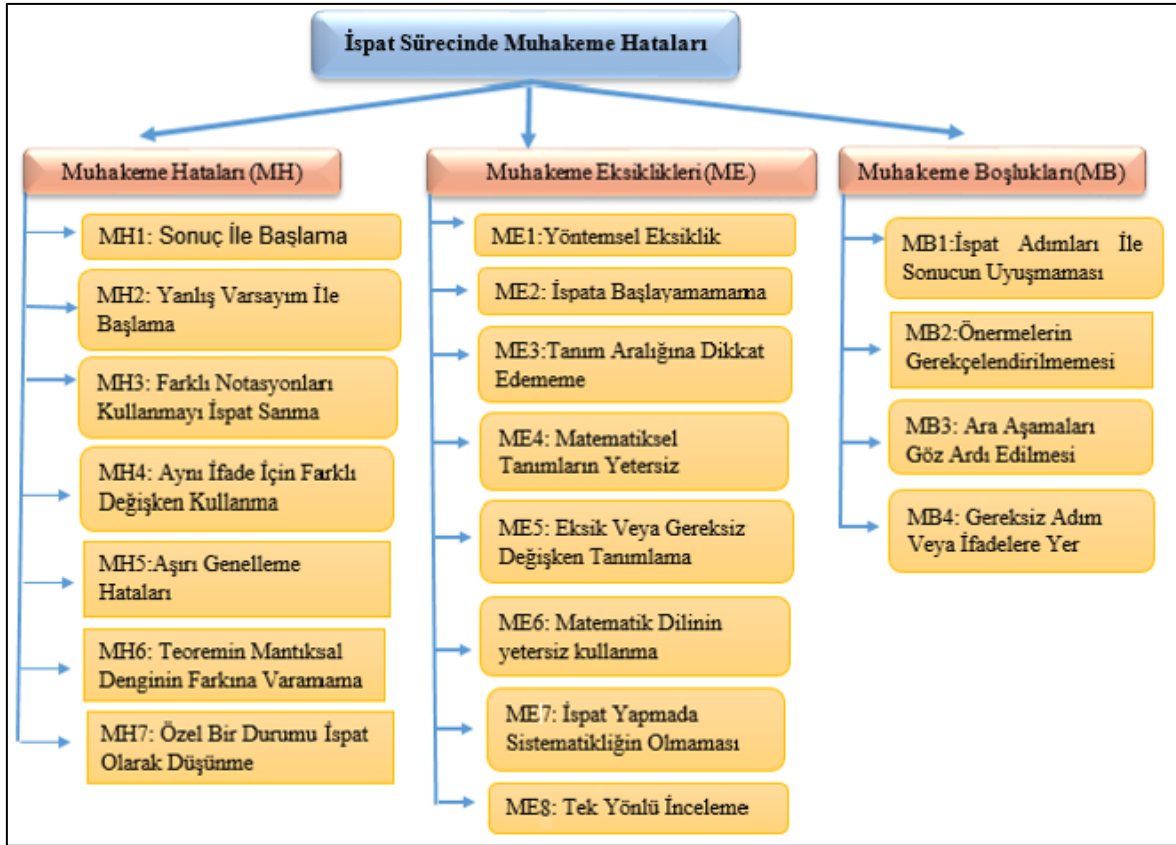 İspat Sürecinde Muhakeme Hataları
Muhakeme Hataları (MH)
MH1: Sonuç İle Başlama
MH2: Yanlış Varsayım İle
Başlama
MH3: Farklı Notasyonları
Kullanmayı İspat Sanma
MH4: Aynı İfade İçin Farklı
Değişken Kullanma
MH5:Aşırı Genelleme
Hataları
MH6: Teoremin Mantıksal
Denginin Farkına Varamama
MH7: Özel Bir Durumu İspat
Olarak Düşünme
Muhakeme Eksiklikleri(ME)
ME1:Yöntemsel Eksiklik
ME2: İspata Başlayamamama
ME3:Tanım Aralığına Dikkat
Edememe
ME4: Matematiksel
Tanımların Yetersiz
ME5: Eksik Veya Gereksiz
Değişken Tanımlama
ME6: Matematik Dilinin
yetersiz kullanma
ME7: İspat Yapmada
Sistematikliğin Olmaması
ME8: Tek Yönlü İnceleme
Muhakeme Boşlukları(MB)
MB1:İspat Adımları İle
Sonucun Uyuşmaması
MB2:Önermelerin
Gerekçelendirilmemesi
MB3: Ara Aşamaları
Göz Ardı Edilmesi
MB4: Gereksiz Adım
Veya İfadelere Yer